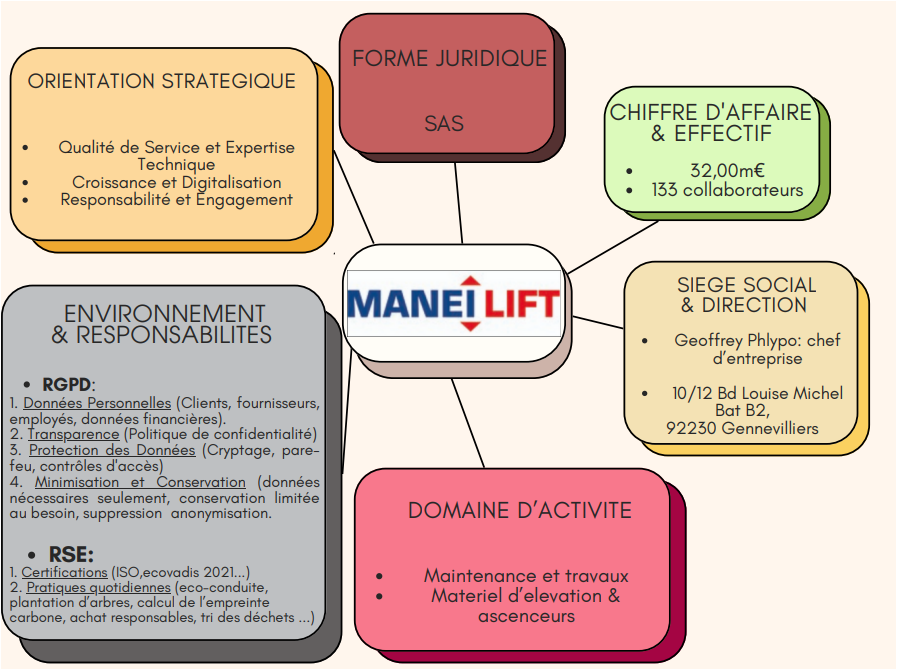 ORIENTATION STRATEGIQUE
• Qualité de Service et Expertise
Technique
• Croissance et Digitalisation
• Responsabilité et Engagement
FORME JURIDIQUE
SAS
CHIFFRE D'AFFAIRE
& EFFECTIF
• 32,00m€
• 133 collaborateurs
MANEI LIFT
SIEGE SOCIAL
& DIRECTION
• Geoffrey Phlypo: chef
d’entreprise
• 10/12 Bd Louise Michel
Bat B2,
92230 Gennevilliers
ENVIRONNEMENT
& RESPONSABILITES
• RGPD:
1. Données Personnelles (Clients, fournisseurs,
employés, données financières).
2. Transparence (Politique de confidentialité)
3. Protection des Données (Cryptage, pare-
feu, contrôles d'accès)
4. Minimisation et Conservation (données
nécessaires seulement, conservation limitée
au besoin, suppression anonymisation.
• RSE:
1. Certifications (ISO,ecovadis 2021...)
2. Pratiques quotidiennes (eco-conduite,
plantation d’arbres, calcul de l’empreinte
carbone, achat responsables, tri des déchets ...)
DOMAINE D’ACTIVITE
• Maintenance et travaux
• Materiel d’elevation &
ascenceurs